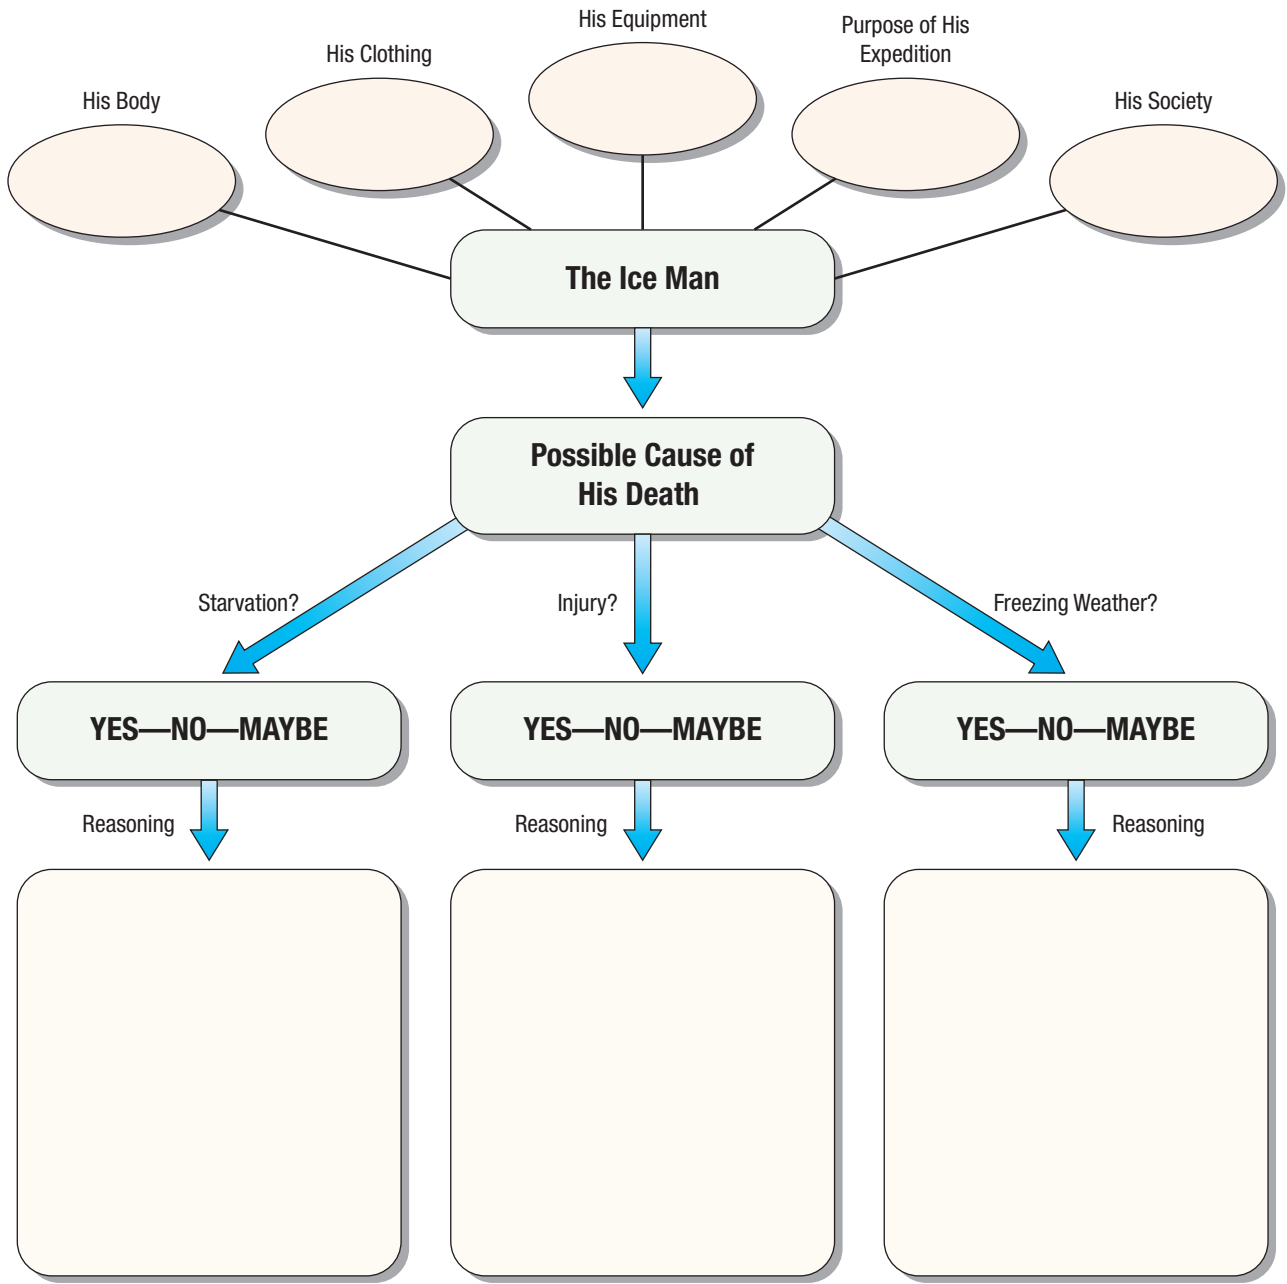 His Equipment
Purpose of His
Expedition
His Clothing
His Body
His Society
The Ice Man
Possible Cause of
His Death
Starvation?
Injury?
Freezing Weather?
YES—NO—MAYBE
YES—NO—MAYBE
YES—NO—MAYBE
Reasoning
Reasoning
Reasoning